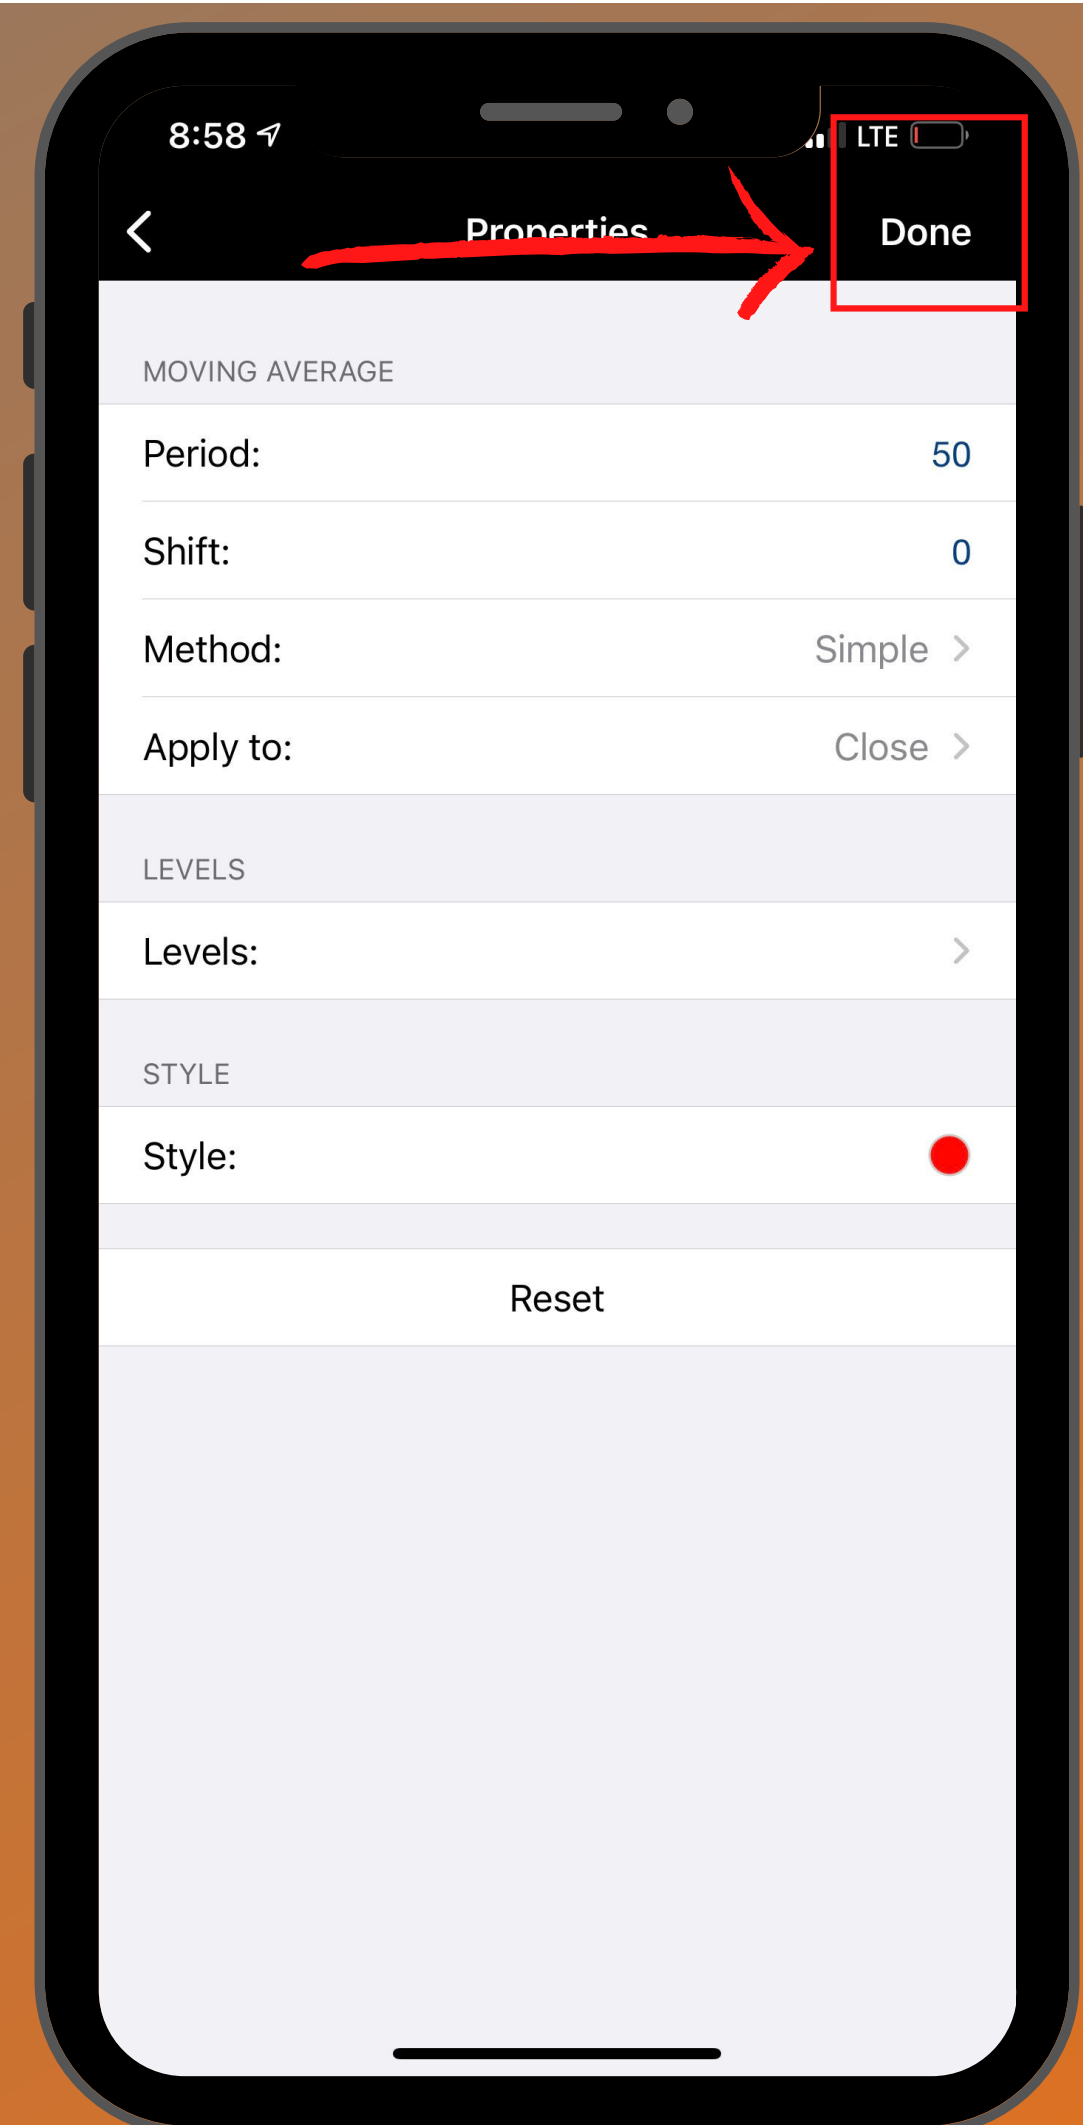 8:58 LTE
Properties Done
MOVING AVERAGE
Period: 50
Shift: 0
Method: Simple
Apply to: Close
LEVELS
Levels:
STYLE
Style:
Reset